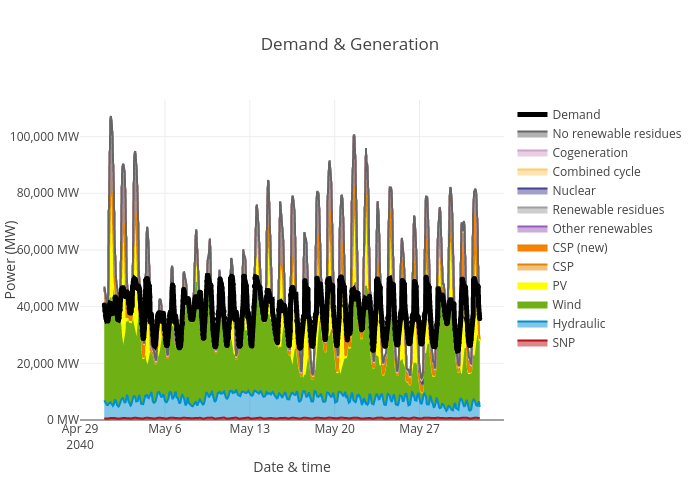 Demand & Generation
Power (MW)
100,000 MW
80,000 MW
60,000 MW
40,000 MW
20,000 MW
0 MW
Apr 29
2040
May 6
May 13
May 20
May 27
Date & time
Demand
No renewable residues
Cogeneration
Combined cycle
Nuclear
Renewable residues
Other renewables
CSP (new)
CSP
PV
Wind
Hydraulic
SNP